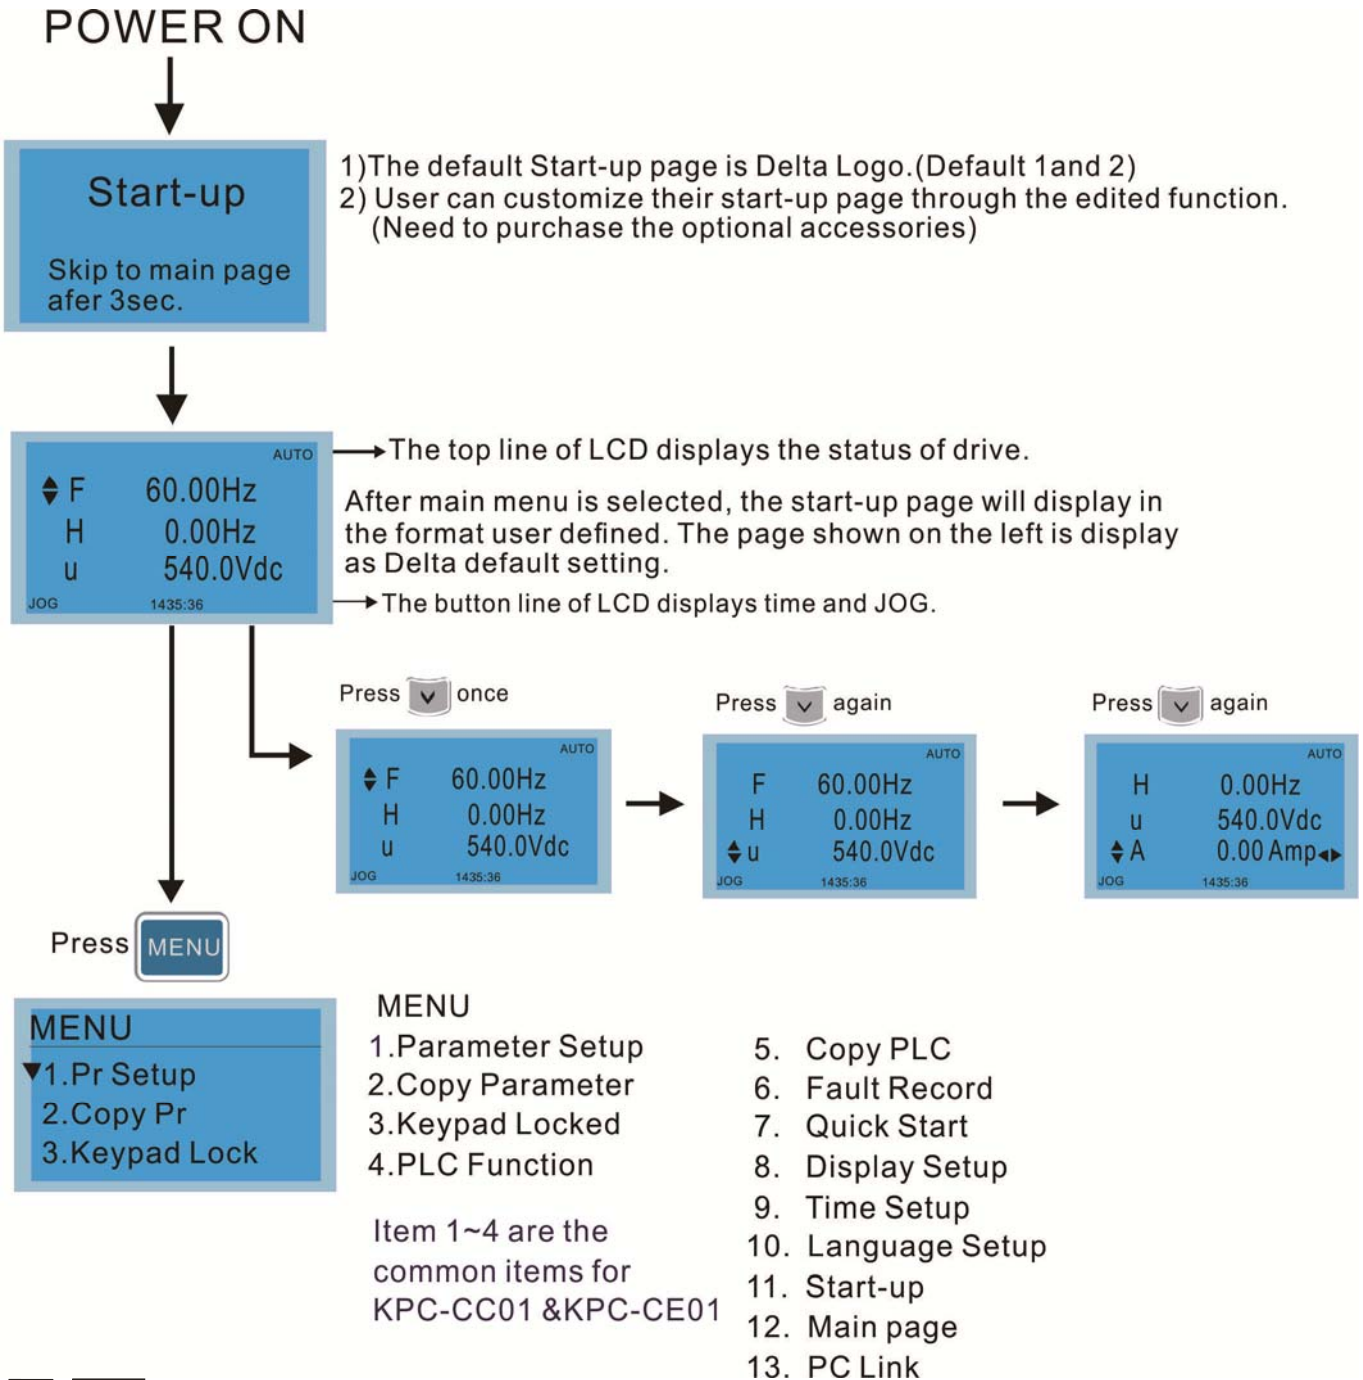 POWER ON
Start-up
Skip to main page
afer 3sec.
1)The default Start-up page is Delta Logo.(Default 1and 2)
2) User can customize their start-up page through the edited function.
(Need to purchase the optional accessories)
AUTO
F 60.00Hz
H 0.00Hz
u 540.0Vdc
JOG 1435:36
The top line of LCD displays the status of drive.
After main menu is selected, the start-up page will display in
the format user defined. The page shown on the left is display
as Delta default setting.
The button line of LCD displays time and JOG.
Press once
AUTO
F 60.00Hz
H 0.00Hz
u 540.0Vdc
JOG 1435:36
Press again
AUTO
F 60.00Hz
H 0.00Hz
u 540.0Vdc
JOG 1435:36
Press again
AUTO
H 0.00Hz
u 540.0Vdc
A 0.00 Amp
JOG 1435:36
Press MENU
MENU
1.Pr Setup
2.Copy Pr
3.Keypad Lock
MENU
1.Parameter Setup
2.Copy Parameter
3.Keypad Locked
4.PLC Function
Item 1~4 are the
common items for
KPC-CC01 &KPC-CE01
5. Copy PLC
6. Fault Record
7. Quick Start
8. Display Setup
9. Time Setup
10. Language Setup
11. Start-up
12. Main page
13. PC Link